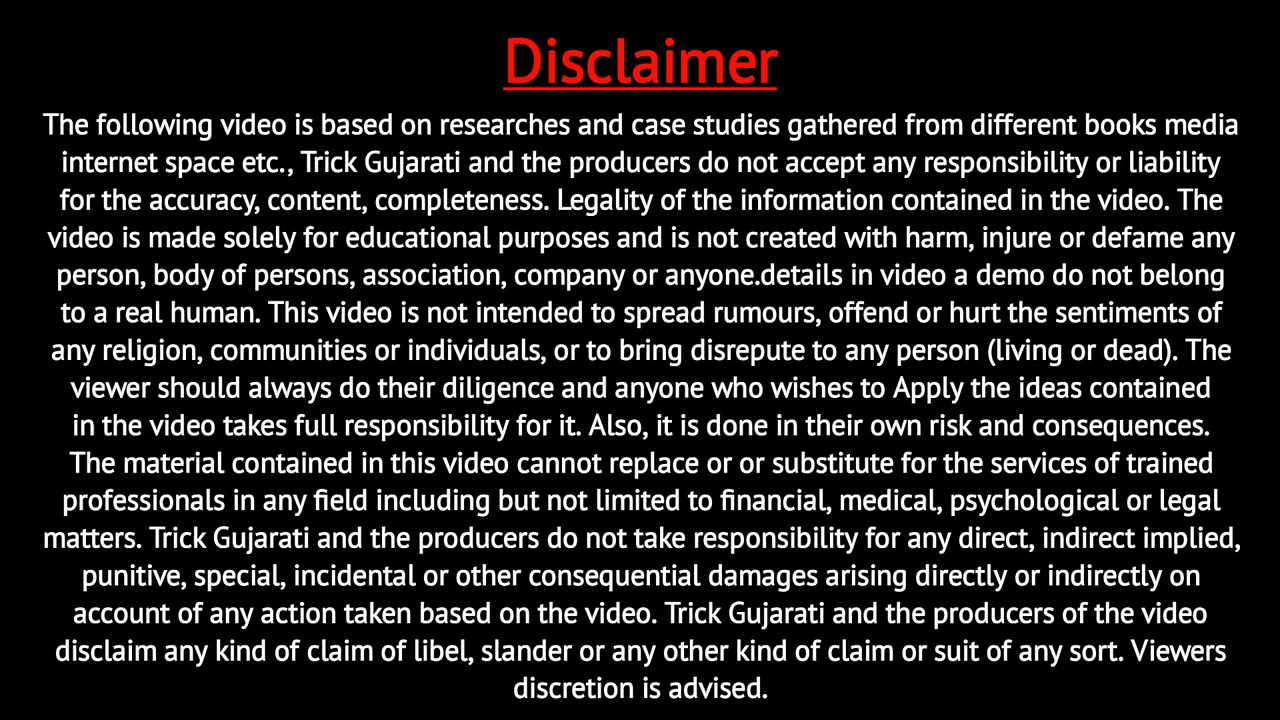 Disclaimer
The following video is based on researches and case studies gathered from different books media
internet space etc., Trick Gujarati and the producers do not accept any responsibility or liability
for the accuracy, content, completeness. Legality of the information contained in the video. The
video is made solely for educational purposes and is not created with harm, injure or defame any
person, body of persons, association, company or anyone.details in video a demo do not belong
to a real human. This video is not intended to spread rumours, offend or hurt the sentiments of
any religion, communities or individuals, or to bring disrepute to any person (living or dead). The
viewer should always do their diligence and anyone who wishes to Apply the ideas contained
in the video takes full responsibility for it. Also, it is done in their own risk and consequences.
The material contained in this video cannot replace or or substitute for the services of trained
professionals in any field including but not limited to financial, medical, psychological or legal
matters. Trick Gujarati and the producers do not take responsibility for any direct, indirect implied,
punitive, special, incidental or other consequential damages arising directly or indirectly on
account of any action taken based on the video. Trick Gujarati and the producers of the video
disclaim any kind of claim of libel, slander or any other kind of claim or suit of any sort. Viewers
discretion is advised.